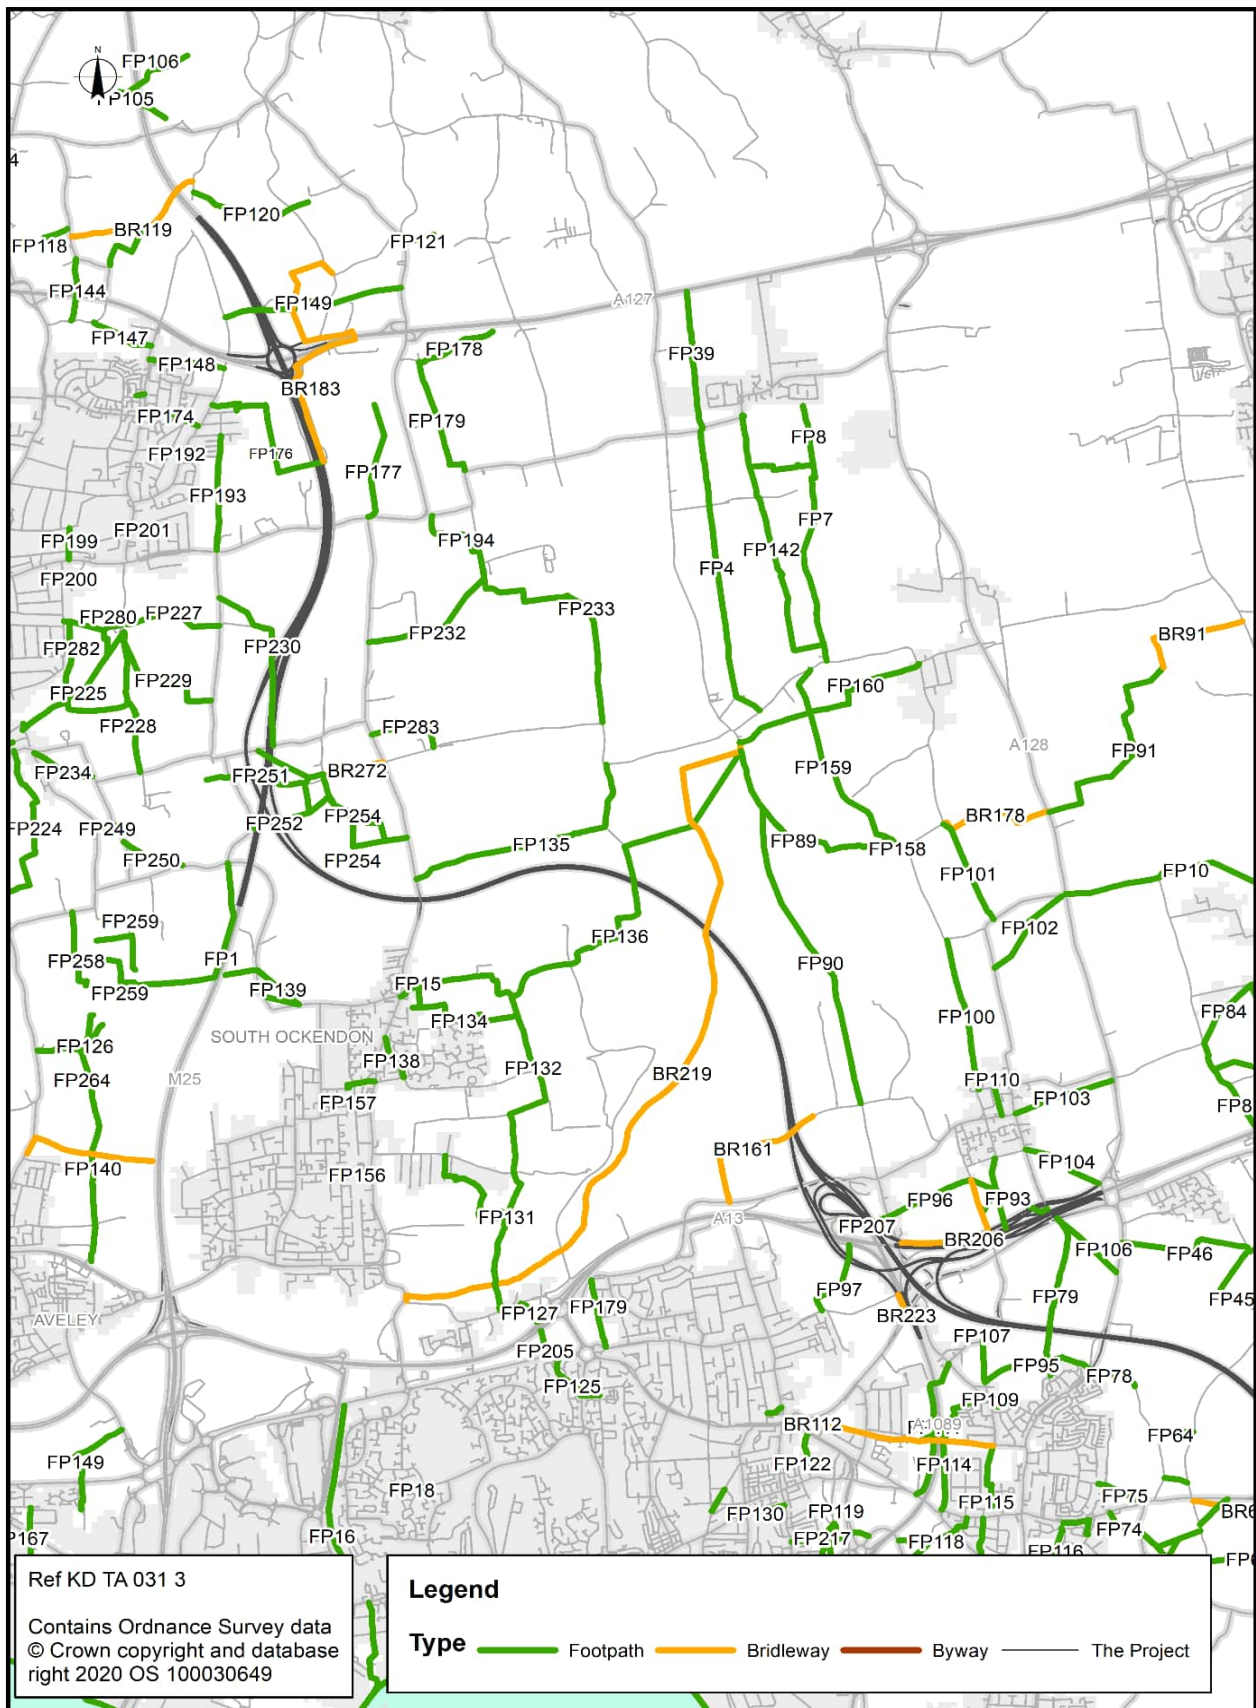 N
FP106
FP105
4
FP120
BR119
FP118
FP121
FP144
FP149
A127
FP147
FP178
FP39
FP148
BR183
FP174
FP179
FP8
FP192
FP176
FP177
FP193
FP7
FP201
FP199
FP194
FP142
FP4
FP200
FP280
FP227
FP233
FP232
BR91
FP282
FP230
FP229
FP225
FP160
FP228
FP283
A128
FP91
FP234
FP251
BR272
FP159
FP224
FP249
FP252
FP254
BR178
FP250
FP254
FP135
FP89
FP158
FP101
FP10
FP259
FP102
FP258
FP1
FP136
FP90
FP259
FP139
FP15
FP84
FP134
FP100
SOUTH OCKENDON
FP126
FP138
FP132
BR219
FP264
M25
FP110
FP157
FP103
FP8
FP140
FP156
BR161
FP104
FP96
FP93
FP131
A13
FP207
BR206
FP106
FP46
FP97
FP79
FP45
FP127
FP179
BR223
AVELEY
FP107
FP205
FP95
FP78
FP125
FP109
BR112
A1089
FP64
FP149
FP122
FP114
FP18
FP75
FP115
FP130
FP119
BR6
FP74
P167
FP16
FP217
FP118
FP116
FP6
Ref KD TA 031 3
Contains Ordnance Survey data
© Crown copyright and database
right 2020 OS 100030649
Legend
Type Footpath Bridleway Byway The Project